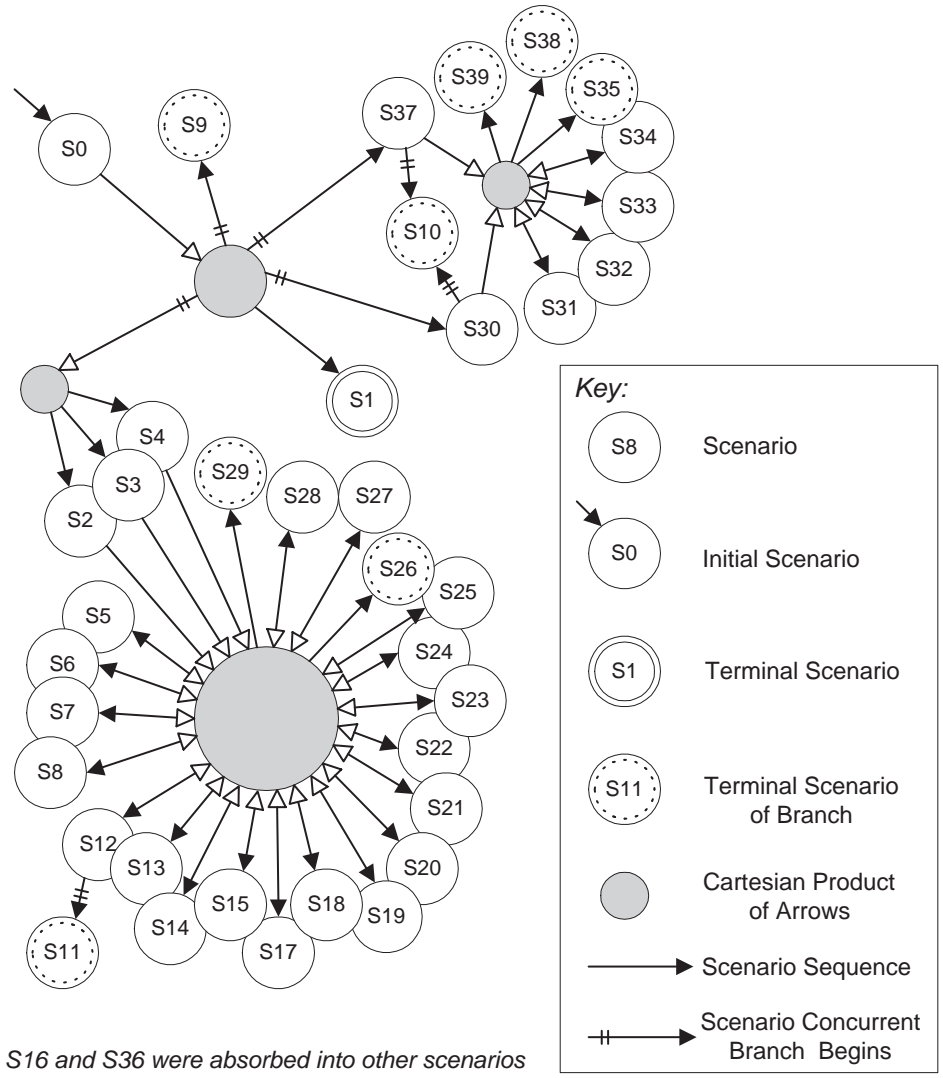 S38
S39
S35
S37
S9
S34
S0
S33
S10
S32
S31
S30
S1
S4
S29
S3
S28
S27
S2
S26
S25
S5
S24
S6
S23
S7
S22
S8
S21
S12
S13
S20
S15
S18
S19
S14
S11
S17
S16 and S36 were absorbed into other scenarios
Key:
S8
Scenario
S0
Initial Scenario
S1
Terminal Scenario
S11
Terminal Scenario
of Branch
Cartesian Product
of Arrows
Scenario Sequence
Scenario Concurrent
Branch Begins